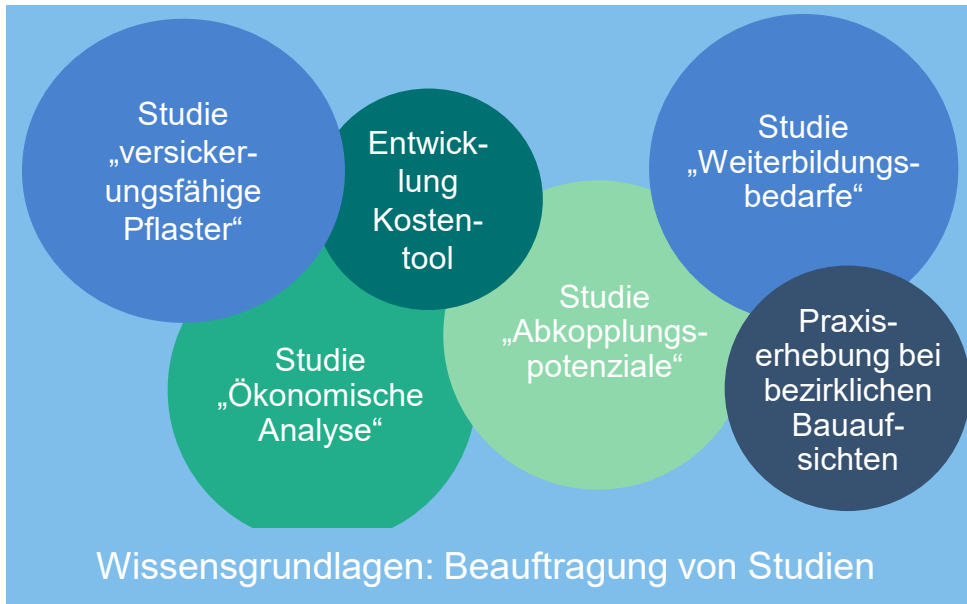 Studie
„versicker-
ungsfähige
Pflaster“
Entwick-
lung
Kosten-
tool
Studie
„Weiterbildungs-
bedarfe“
Studie
„Ökonomische
Analyse“
Studie
„Abkopplungs-
potenziale“
Praxis-
erhebung bei
bezirklichen
Bauauf-
sichten
Wissensgrundlagen: Beauftragung von Studien